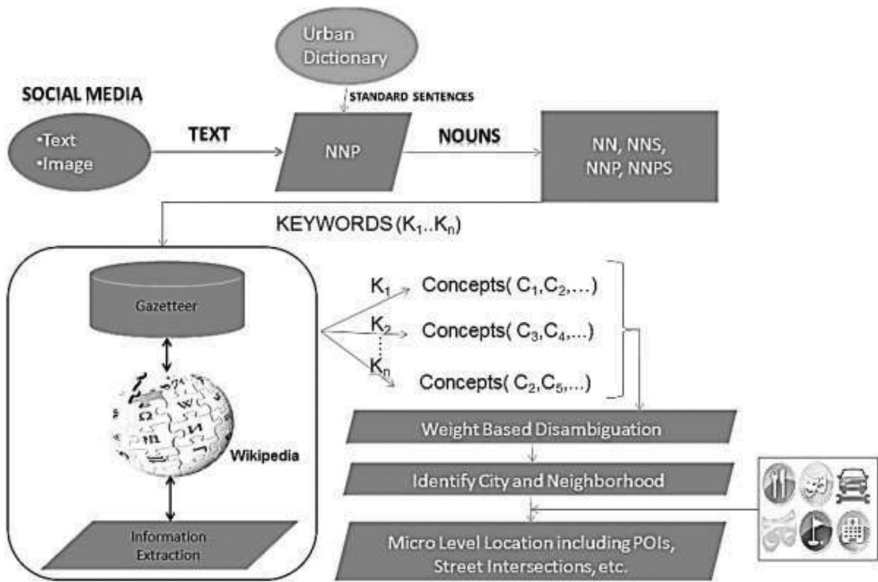 Urban
Dictionary
SOCIAL MEDIA
STANDARD SENTENCES
•Text
•Image
TEXT
NNP
NOUNS
NN, NNS,
NNP, NNPS
KEYWORDS (K1..Kn)
Gazetteer
K1
Concepts( C1,C2,...)
K2
Concepts( C3,C4,...)
Kn
Concepts( C2,C5,...)
Wikipedia
Weight Based Disambiguation
Identify City and Neighborhood
Information
Extraction
Micro Level Location including POIs,
Street Intersections, etc.